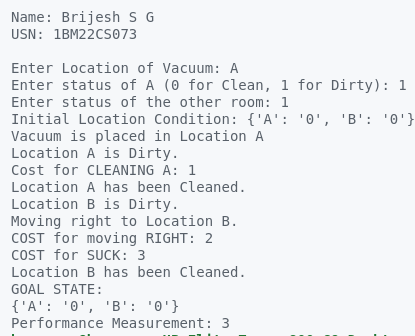 Name: Brijesh S G
USN: 1BM22CS073
Enter Location of Vacuum: A
Enter status of A (0 for Clean, 1 for Dirty): 1
Enter status of the other room: 1
Initial Location Condition: {'A': '0', 'B': '0'}
Vacuum is placed in Location A
Location A is Dirty.
Cost for CLEANING A: 1
Location A has been Cleaned.
Location B is Dirty.
Moving right to Location B.
COST for moving RIGHT: 2
COST for SUCK: 3
Location B has been Cleaned.
GOAL STATE:
{'A': '0', 'B': '0'}
Performance Measurement: 3